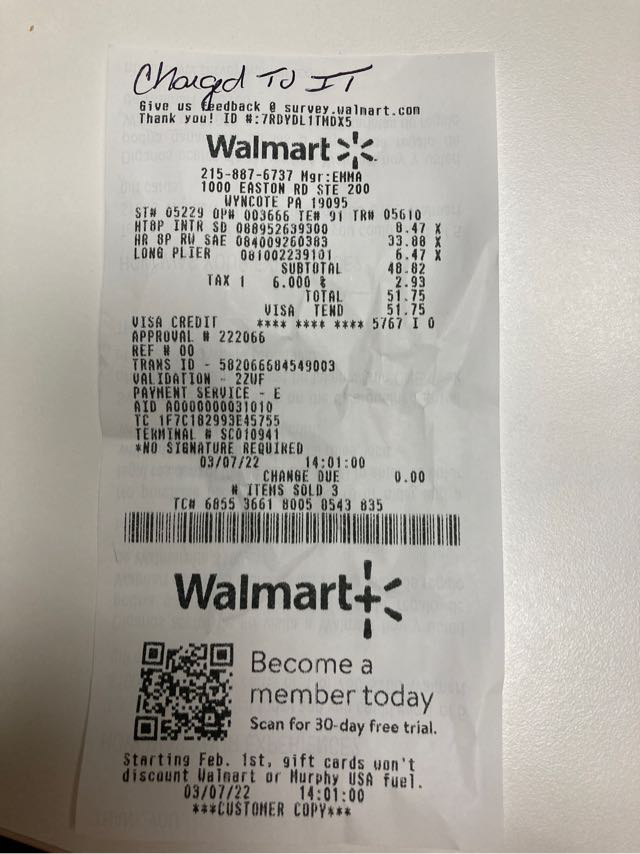 Charged To IT
Give us feedback @ survey.walmart.com
Thank you! ID #:7RDYDL1TMDX5
Walmart
215-887-6737 Mgr:EMMA
1000 EASTON RD STE 200
WYNCOTE PA 19095
ST# 05229 OP# 003666 TE# 91 TR# 05610
HT8P INTR SD 088952639300 8.47 X
HR 8P RW SAE 084009260383 33.88 X
LONG PLIER 081002239101 6.47 X
SUBTOTAL 48.82
TAX 1 6.000 % 2.93
TOTAL 51.75
VISA TEND 51.75
VISA CREDIT **** **** **** 5767 I 0
APPROVAL # 222066
REF # 00
TRANS ID - 582066684549003
VALIDATION - 2ZUF
PAYMENT SERVICE - E
AID A0000000031010
TC 1F7C182993E45755
TERMINAL # SC010941
*NO SIGNATURE REQUIRED
03/07/22 14:01:00
CHANGE DUE 0.00
# ITEMS SOLD 3
TC# 6855 3661 8005 0543 835
Walmart+
Become a
member today
Scan for 30-day free trial.
Starting Feb. 1st, gift cards won't
discount Walmart or Murphy USA fuel.
03/07/22 14:01:00
***CUSTOMER COPY***